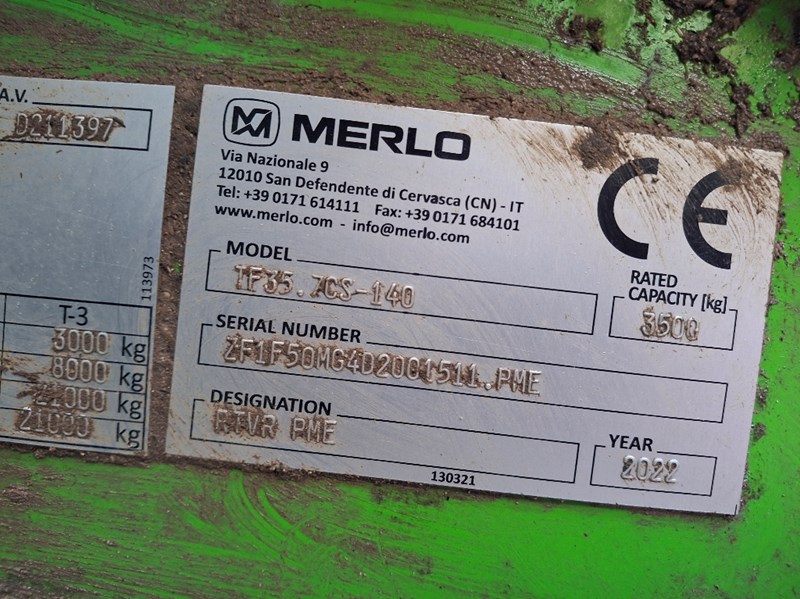 A.V.
D211397
113973
T-3
3000 kg
8000 kg
21000 kg
21000 kg
MERLO
Via Nazionale 9
12010 San Defendente di Cervasca (CN) - IT
Tel: +39 0171 614111 Fax: +39 0171 684101
www.merlo.com - info@merlo.com
CE
MODEL
TF35.7CS-140
RATED
CAPACITY [kg]
3500
SERIAL NUMBER
ZF1F50MG4D2001511.PME
DESIGNATION
RTVR PME
YEAR
2022
130321